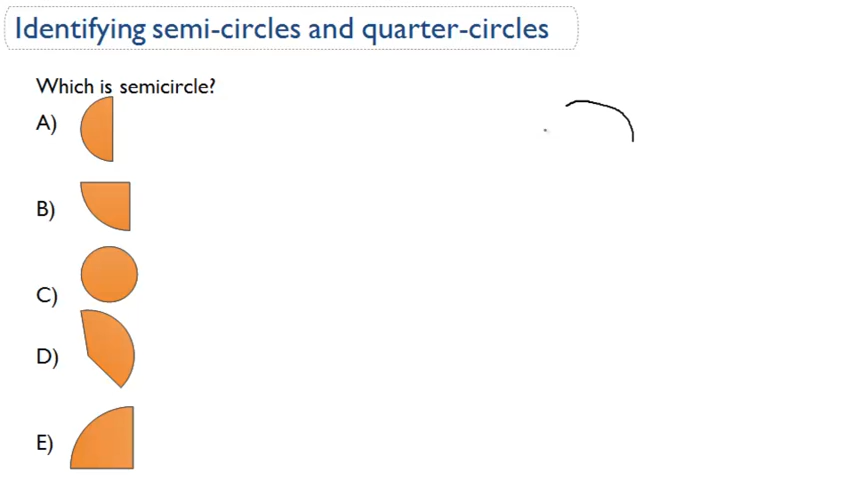 Identifying semi-circles and quarter-circles
Which is semicircle?
A)
B)
C)
D)
E)